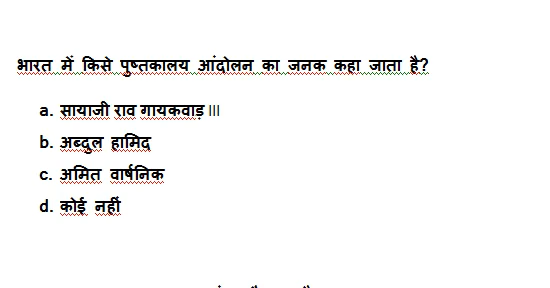 भारत में किसे पुष्तकालय आंदोलन का जनक कहा जाता है?
a. सायाजी राव गायकवाड़ III
b. अब्दुल हामिद
c. अमित वार्षनिक
d. कोई नहीं